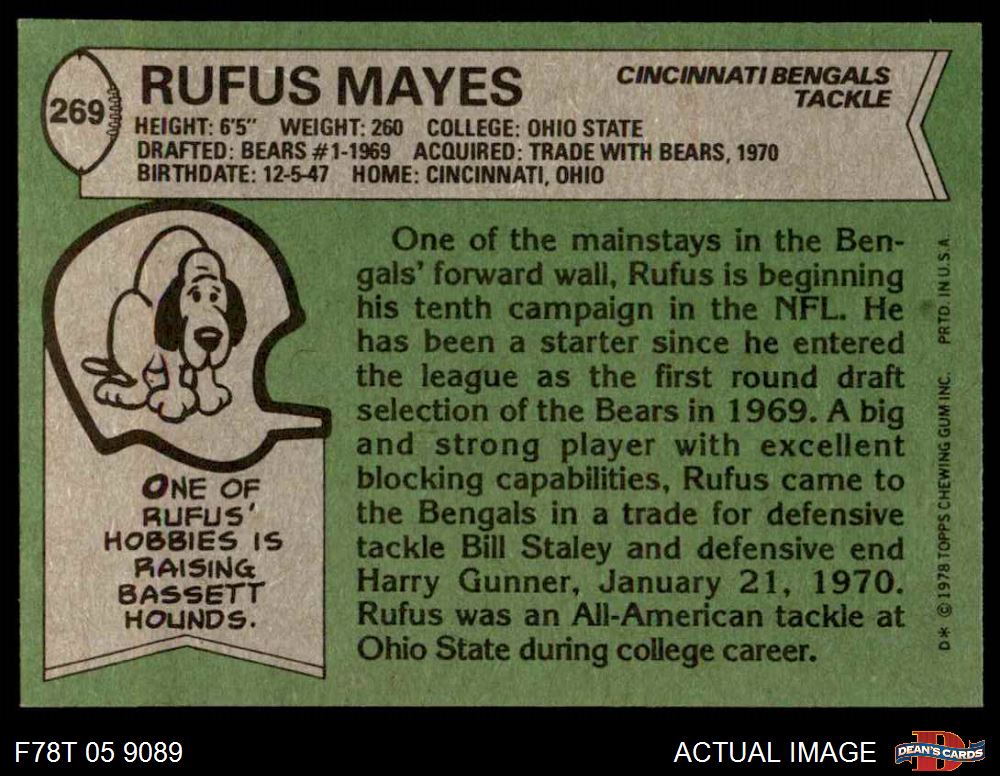 269
RUFUS MAYES
CINCINNATI BENGALS
TACKLE
HEIGHT: 6'5" WEIGHT: 260 COLLEGE: OHIO STATE
DRAFTED: BEARS #1-1969 ACQUIRED: TRADE WITH BEARS, 1970
BIRTHDATE: 12-5-47 HOME: CINCINNATI, OHIO
ONE OF
RUFUS'
HOBBIES IS
RAISING
BASSETT
HOUNDS.
One of the mainstays in the Ben-
gals' forward wall, Rufus is beginning
his tenth campaign in the NFL. He
has been a starter since he entered
the league as the first round draft
selection of the Bears in 1969. A big
and strong player with excellent
blocking capabilities, Rufus came to
the Bengals in a trade for defensive
tackle Bill Staley and defensive end
Harry Gunner, January 21, 1970.
Rufus was an All-American tackle at
Ohio State during college career.
D* © 1978 TOPPS CHEWING GUM INC. PRTD. IN U.S.A.
F78T 05 9089
ACTUAL IMAGE
DEAN'S CARDS